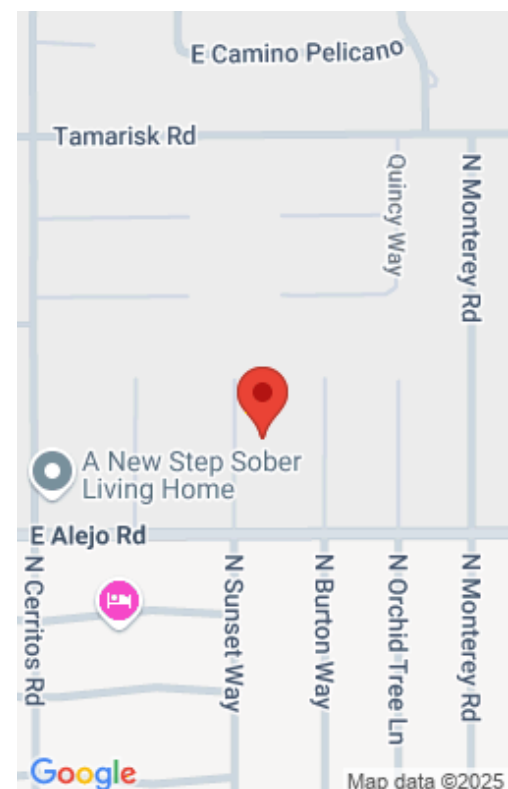 E Camino Pelicano
Tamarisk Rd
Quincy Way
N Monterey Rd
A New Step Sober
Living Home
E Alejo Rd
N Cerritos Rd
N Sunset Way
N Burton Way
N Orchid Tree Ln
N Monterey Rd
Google
Map data ©2025